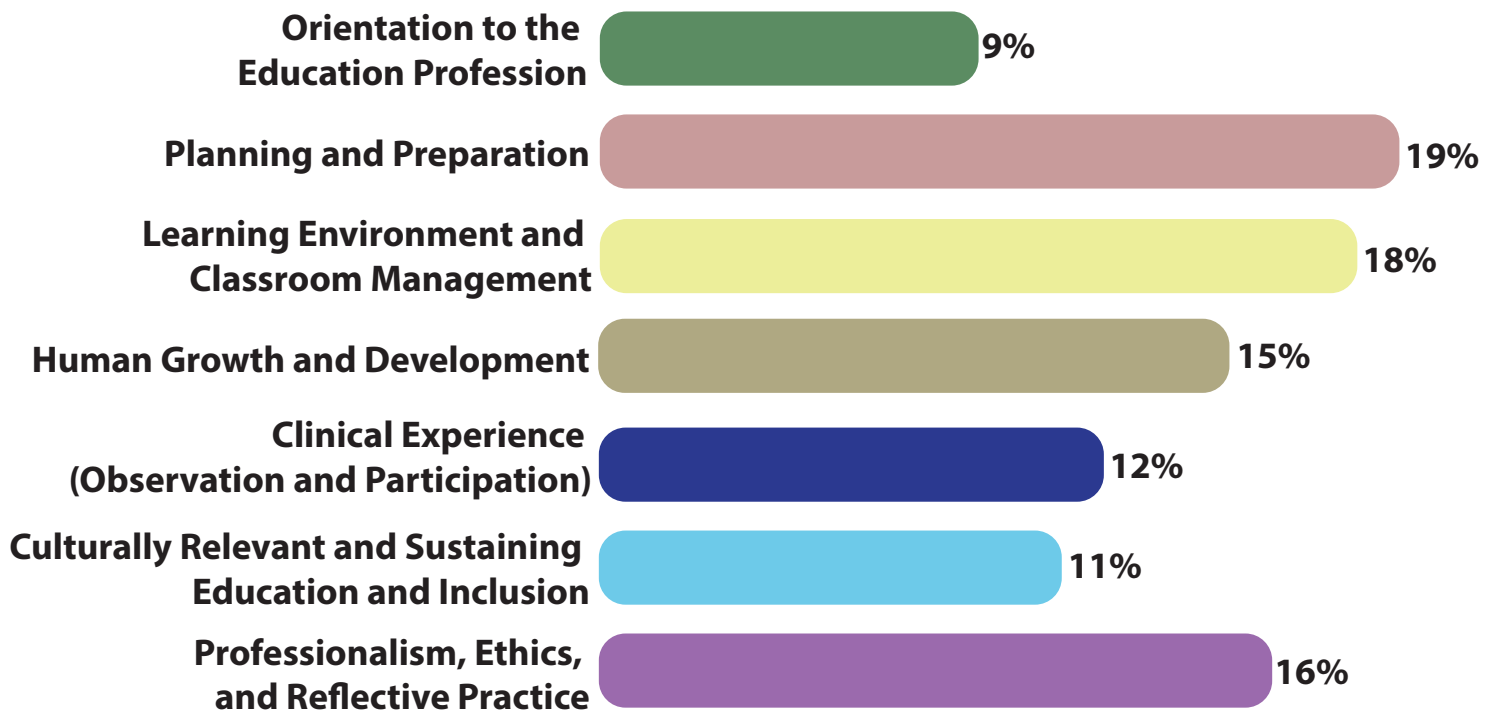 Orientation to the
Education Profession
9%
Planning and Preparation
19%
Learning Environment and
Classroom Management
18%
Human Growth and Development
15%
Clinical Experience
(Observation and Participation)
12%
Culturally Relevant and Sustaining
Education and Inclusion
11%
Professionalism, Ethics,
and Reflective Practice
16%